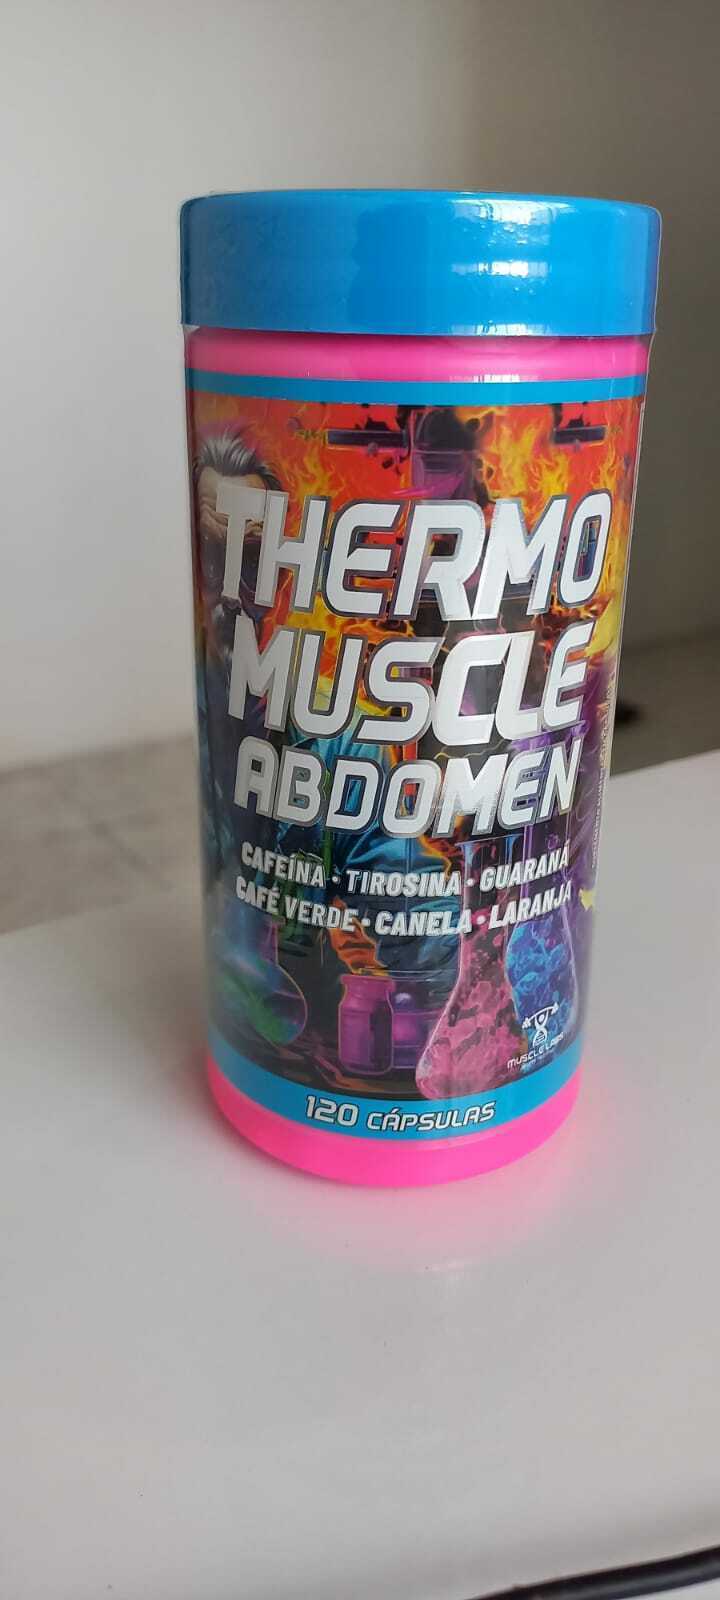 THERMO
MUSCLE
ABDOMEN
CAFEÍNA • TIROSINA • GUARANÁ
CAFÉ VERDE • CANELA • LARANJA
MUSCLE LABS
120 CÁPSULAS